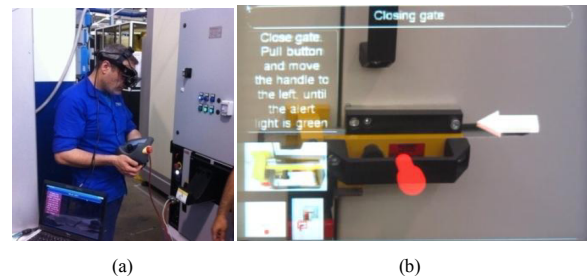 Closing gate
Close gate.
Pull button
and move
the handle to
the left, until
the alert
light is green
(a)
(b)